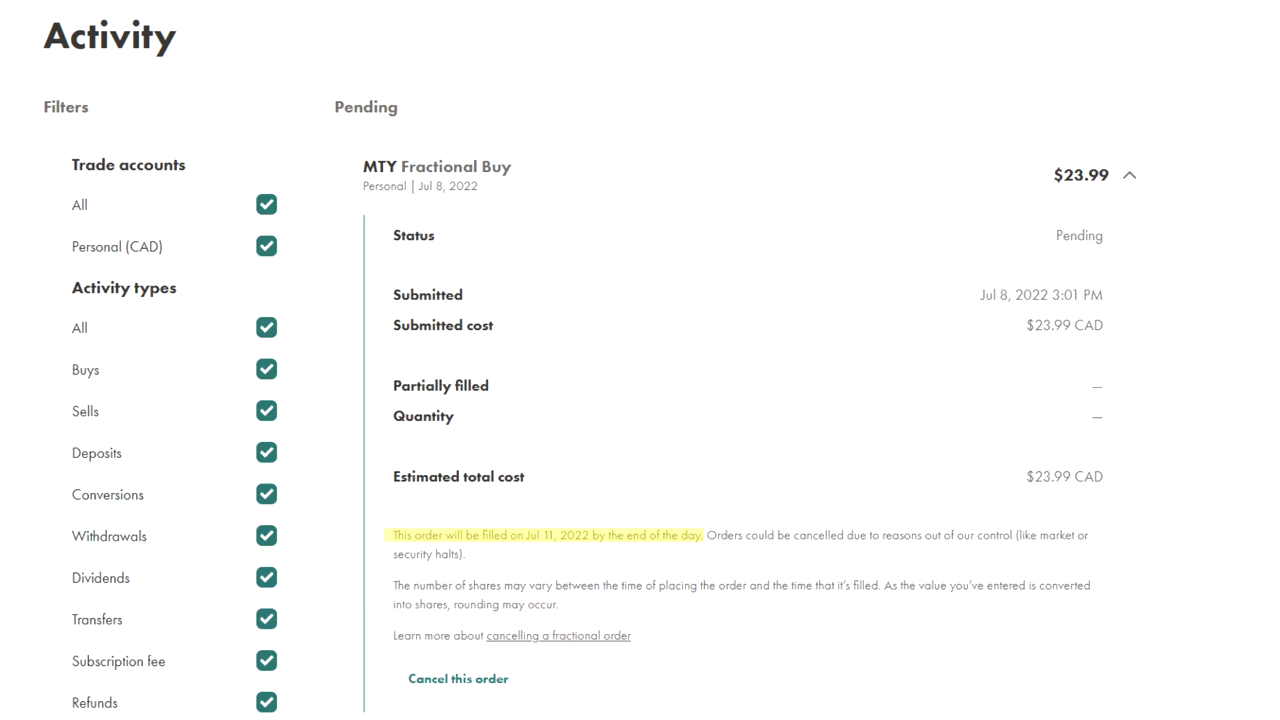 Activity
Filters
Pending
Trade accounts
All
Personal (CAD)
Activity types
All
Buys
Sells
Deposits
Conversions
Withdrawals
Dividends
Transfers
Subscription fee
Refunds
MTY Fractional Buy
$23.99
Personal | Jul 8, 2022
Status Pending
Submitted Jul 8, 2022 3:01 PM
Submitted cost $23.99 CAD
Partially filled —
Quantity —
Estimated total cost $23.99 CAD
This order will be filled on Jul 11, 2022 by the end of the day. Orders could be cancelled due to reasons out of our control (like market or
security halts).
The number of shares may vary between the time of placing the order and the time that it's filled. As the value you've entered is converted
into shares, rounding may occur.
Learn more about cancelling a fractional order
Cancel this order